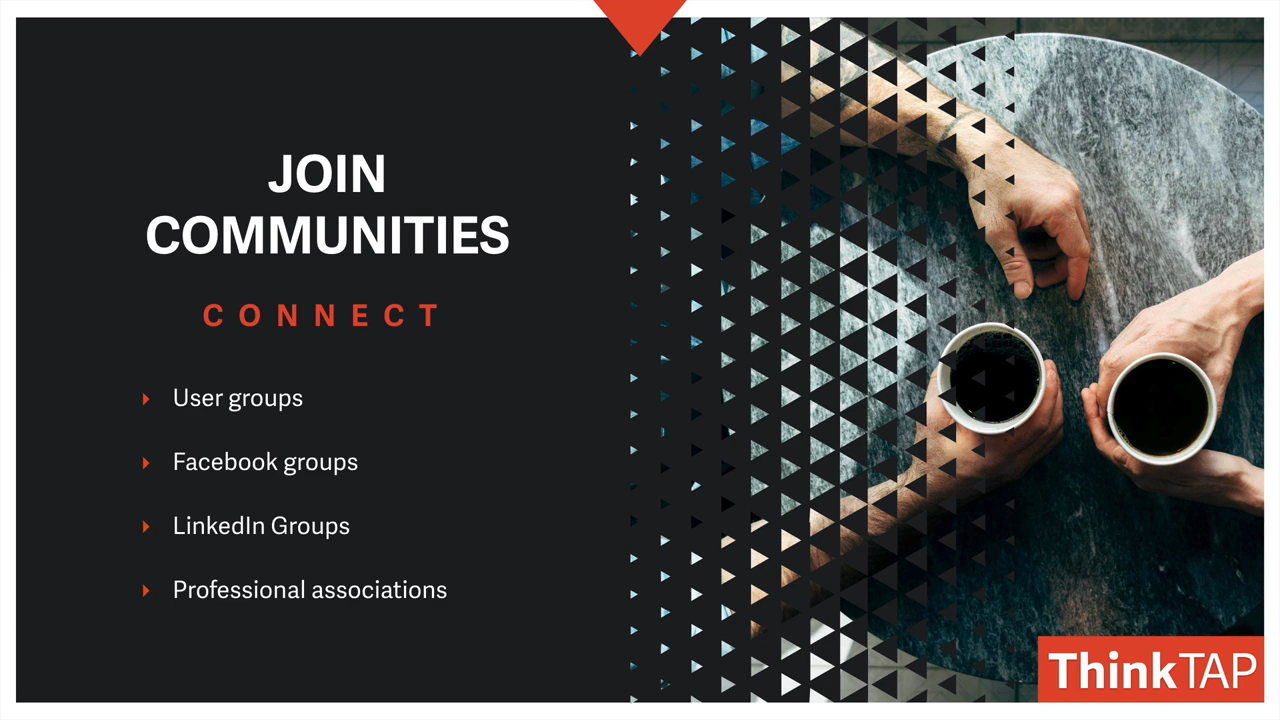 JOIN
COMMUNITIES
CONNECT
User groups
Facebook groups
LinkedIn Groups
Professional associations
ThinkTAP